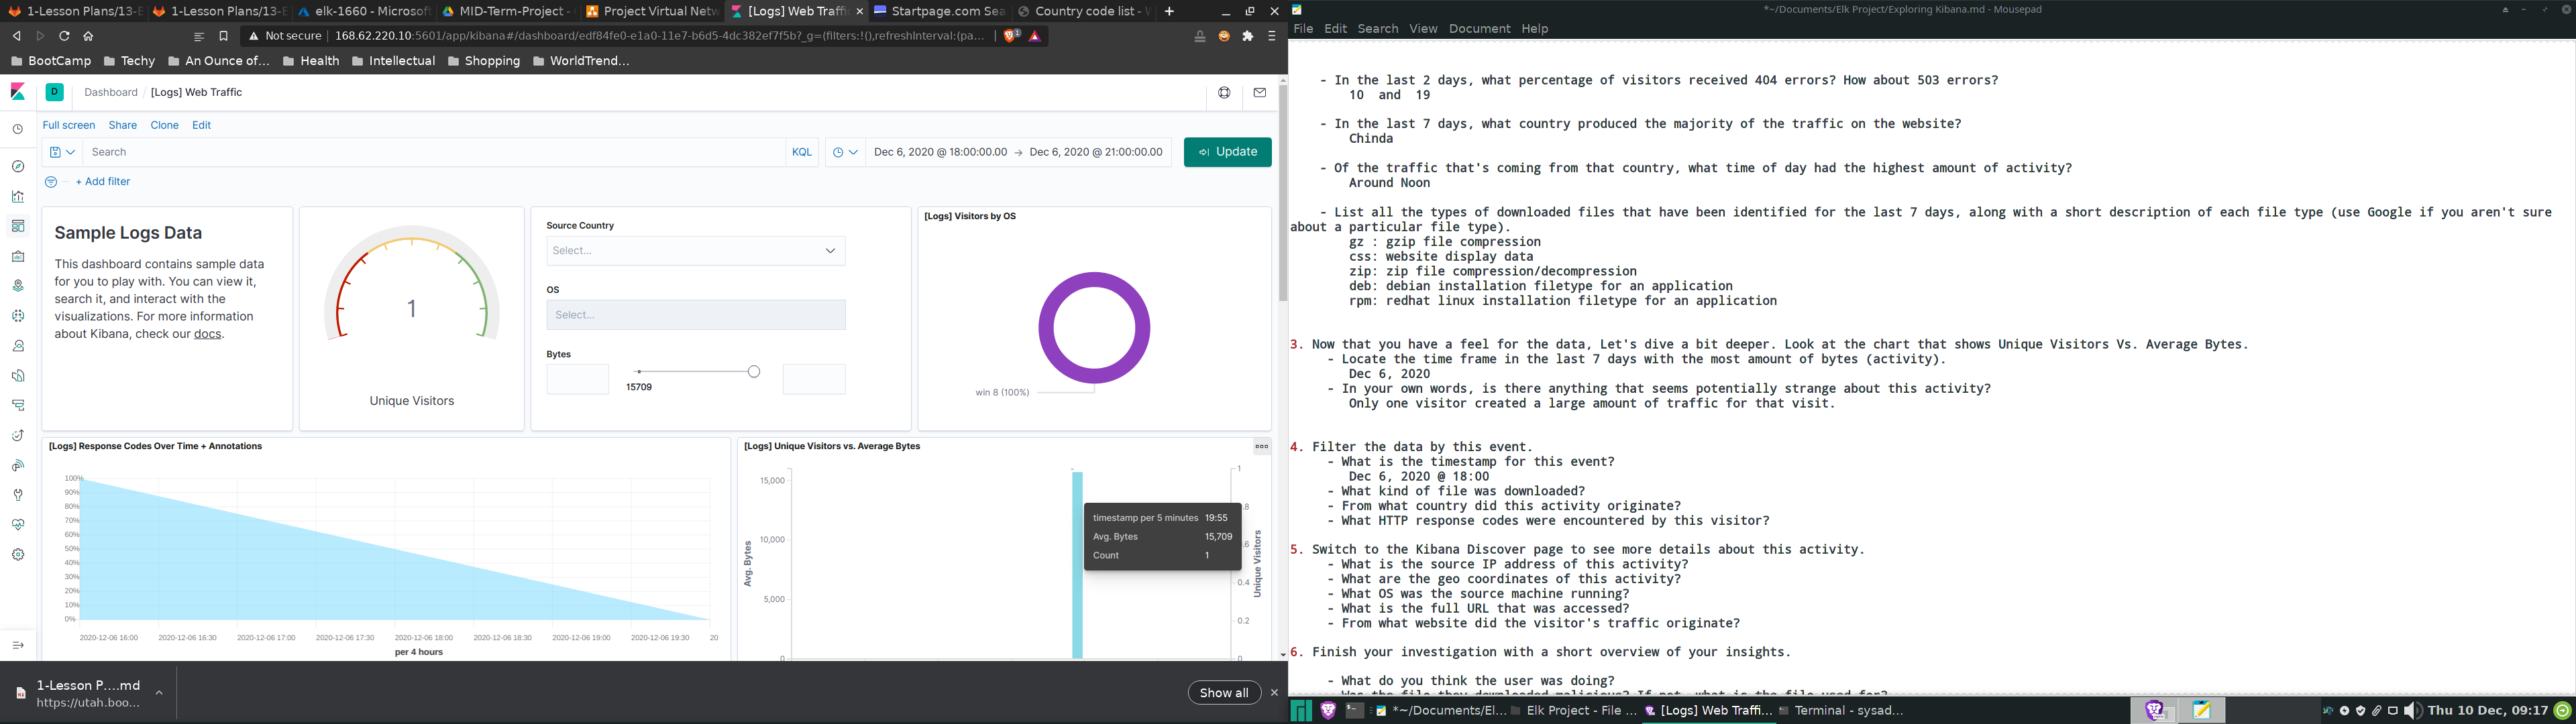 1-Lesson Plans/13-E
1-Lesson Plans/13-E
elk-1660 - Microsoft
MID-Term-Project -
Project Virtual Netw
[Logs] Web Traffi
Startpage.com Sea
Country code list - W
Not secure
168.62.220.10:5601/app/kibana#/dashboard/edf84fe0-e1a0-11e7-b6d5-4dc382ef7f5b?_g=(filters:!(),refreshInterval:(pa...
BootCamp
Techy
An Ounce of...
Health
Intellectual
Shopping
WorldTrend...
D
Dashboard / [Logs] Web Traffic
Full screen
Share
Clone
Edit
Search
KQL
Dec 6, 2020 @ 18:00:00.00 → Dec 6, 2020 @ 21:00:00.00
Update
+ Add filter
Sample Logs Data
This dashboard contains sample data
for you to play with. You can view it,
search it, and interact with the
visualizations. For more information
about Kibana, check our docs.
1
Unique Visitors
Source Country
Select...
OS
Select...
Bytes
15709
[Logs] Visitors by OS
win 8 (100%)
[Logs] Response Codes Over Time + Annotations
100%
90%
80%
70%
60%
50%
40%
30%
20%
10%
0%
2020-12-06 16:00
2020-12-06 16:30
2020-12-06 17:00
2020-12-06 17:30
2020-12-06 18:00
2020-12-06 18:30
2020-12-06 19:00
2020-12-06 19:30
20
per 4 hours
[Logs] Unique Visitors vs. Average Bytes
15,000
10,000
5,000
0
Avg. Bytes
1
.8
.6
0.4
0.2
0
Unique Visitors
timestamp per 5 minutes 19:55
Avg. Bytes 15,709
Count 1
1-Lesson P....md
https://utah.boo...
Show all
*~/Documents/Elk Project/Exploring Kibana.md - Mousepad
File Edit Search View Document Help
- In the last 2 days, what percentage of visitors received 404 errors? How about 503 errors?
10 and 19
- In the last 7 days, what country produced the majority of the traffic on the website?
Chinda
- Of the traffic that's coming from that country, what time of day had the highest amount of activity?
Around Noon
- List all the types of downloaded files that have been identified for the last 7 days, along with a short description of each file type (use Google if you aren't sure
about a particular file type).
gz : gzip file compression
css: website display data
zip: zip file compression/decompression
deb: debian installation filetype for an application
rpm: redhat linux installation filetype for an application
3. Now that you have a feel for the data, Let's dive a bit deeper. Look at the chart that shows Unique Visitors Vs. Average Bytes.
- Locate the time frame in the last 7 days with the most amount of bytes (activity).
Dec 6, 2020
- In your own words, is there anything that seems potentially strange about this activity?
Only one visitor created a large amount of traffic for that visit.
4. Filter the data by this event.
- What is the timestamp for this event?
Dec 6, 2020 @ 18:00
- What kind of file was downloaded?
- From what country did this activity originate?
- What HTTP response codes were encountered by this visitor?
5. Switch to the Kibana Discover page to see more details about this activity.
- What is the source IP address of this activity?
- What are the geo coordinates of this activity?
- What OS was the source machine running?
- What is the full URL that was accessed?
- From what website did the visitor's traffic originate?
6. Finish your investigation with a short overview of your insights.
- What do you think the user was doing?
- Was the file they downloaded malicious? If not, what is the file used for?
*~/Documents/El...
Elk Project - File ...
[Logs] Web Traffi...
Terminal - sysad...
Thu 10 Dec, 09:17